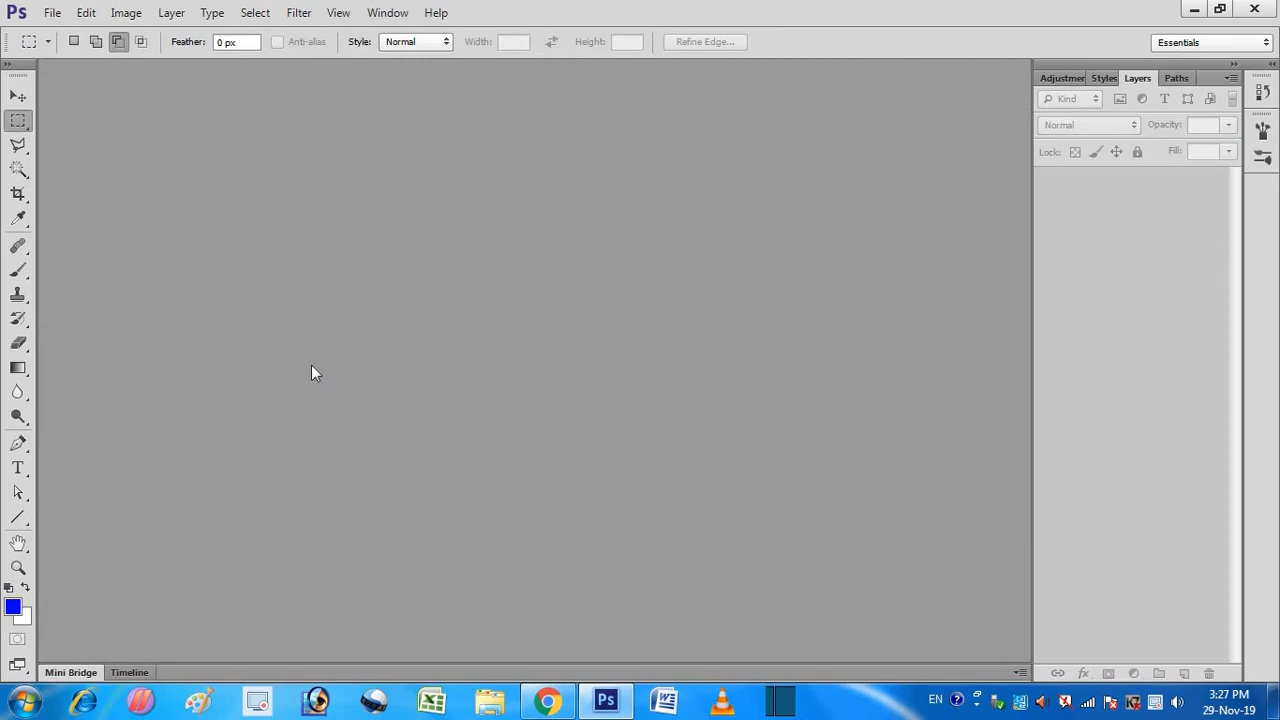 Ps File Edit Image Layer Type Select Filter View Window Help
Feather: 0 px Anti-alias Style: Normal Width: Height: Refine Edge... Essentials
Adjustmer Styles Layers Paths
Kind
Normal Opacity:
Lock: Fill:
T
Mini Bridge Timeline
Ps W EN 3:27 PM
29-Nov-19